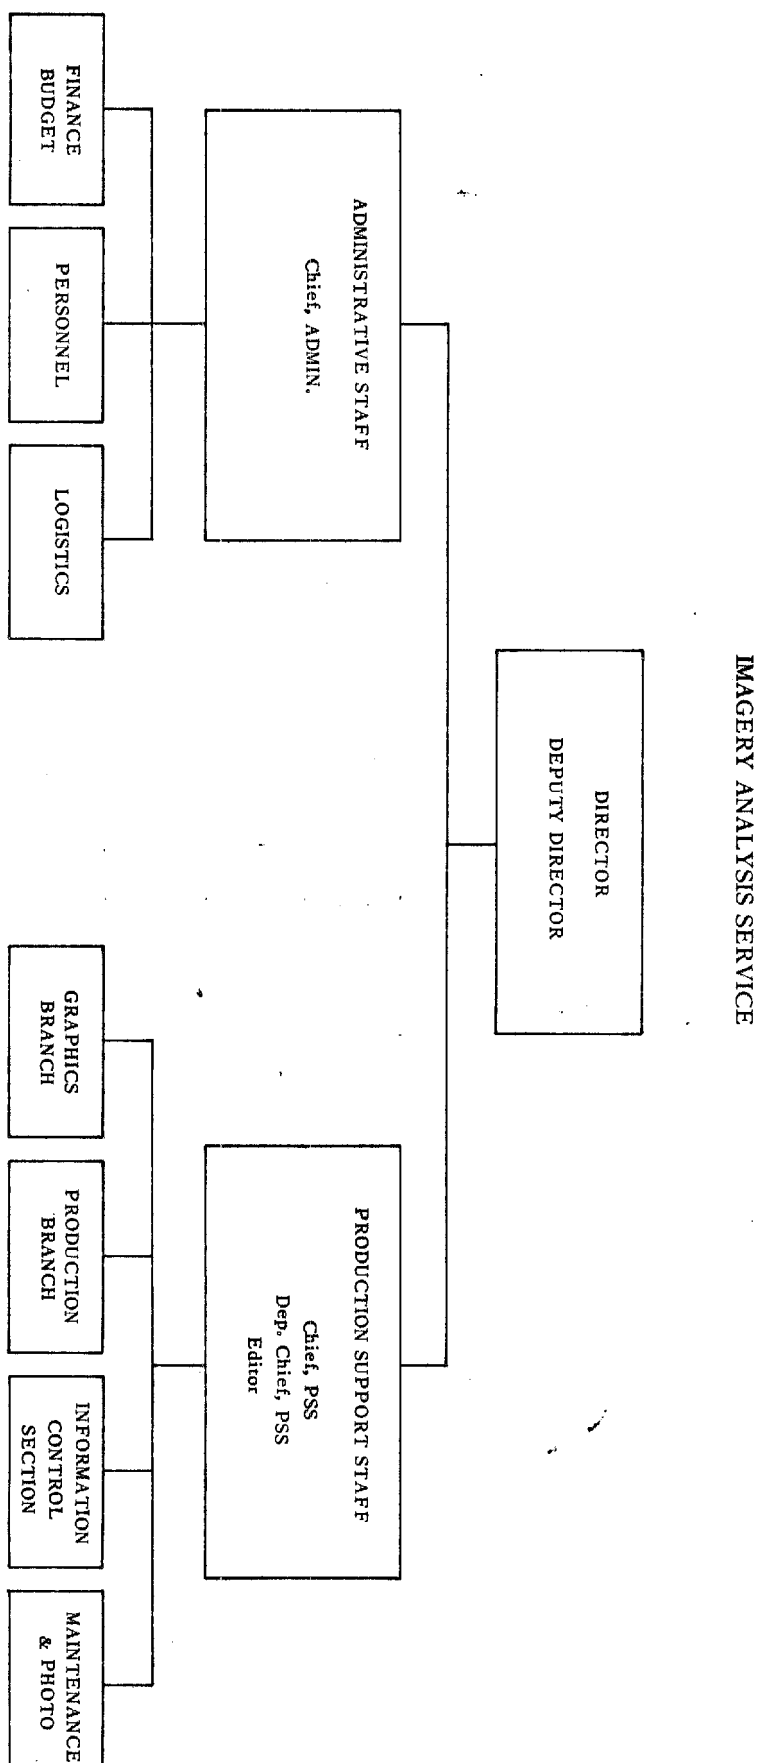 IMAGERY ANALYSIS SERVICE
DIRECTOR
DEPUTY DIRECTOR
ADMINISTRATIVE STAFF
Chief, ADMIN.
PRODUCTION SUPPORT STAFF
Chief, PSS
Dep. Chief, PSS
Editor
FINANCE
BUDGET
PERSONNEL
LOGISTICS
GRAPHICS
BRANCH
PRODUCTION
BRANCH
INFORMATION
CONTROL
SECTION
MAINTENANCE
& PHOTO